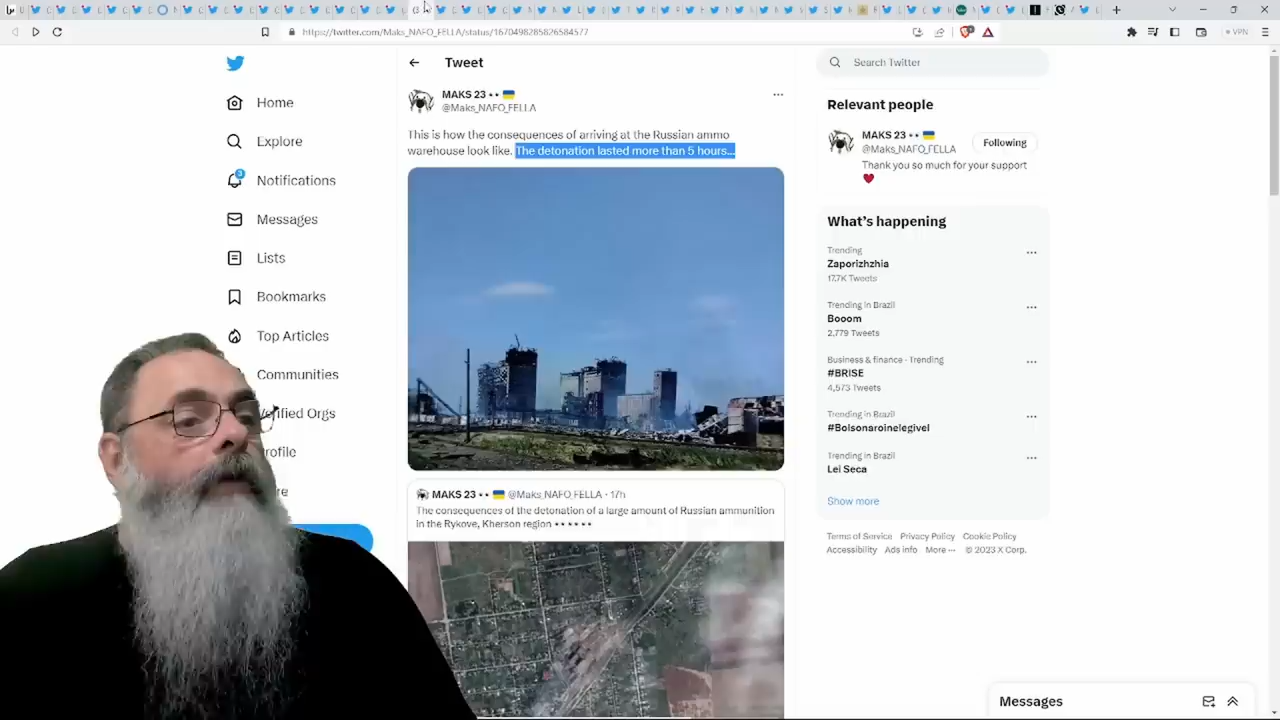 https://twitter.com/Maks_NAFO_FELLA/status/1670498285826584577
VPN
Home
Explore
3
Notifications
Messages
Lists
Bookmarks
Top Articles
Communities
Verified Orgs
rofile
re
Tweet
MAKS 23
@Maks_NAFO_FELLA
This is how the consequences of arriving at the Russian ammo
warehouse look like. The detonation lasted more than 5 hours...
MAKS 23 @Maks_NAFO_FELLA · 17h
The consequences of the detonation of a large amount of Russian ammunition
in the Rykove, Kherson region
Search Twitter
Relevant people
MAKS 23
@Maks_NAFO_FELLA
Following
Thank you so much for your support
What's happening
Trending
Zaporizhzhia
17.7K Tweets
Trending in Brazil
Booom
2,779 Tweets
Business & finance · Trending
#BRISE
4,573 Tweets
Trending in Brazil
#Bolsonaroinelegivel
Trending in Brazil
Lei Seca
Show more
Terms of Service Privacy Policy Cookie Policy
Accessibility Ads info More ··· © 2023 X Corp.
Messages